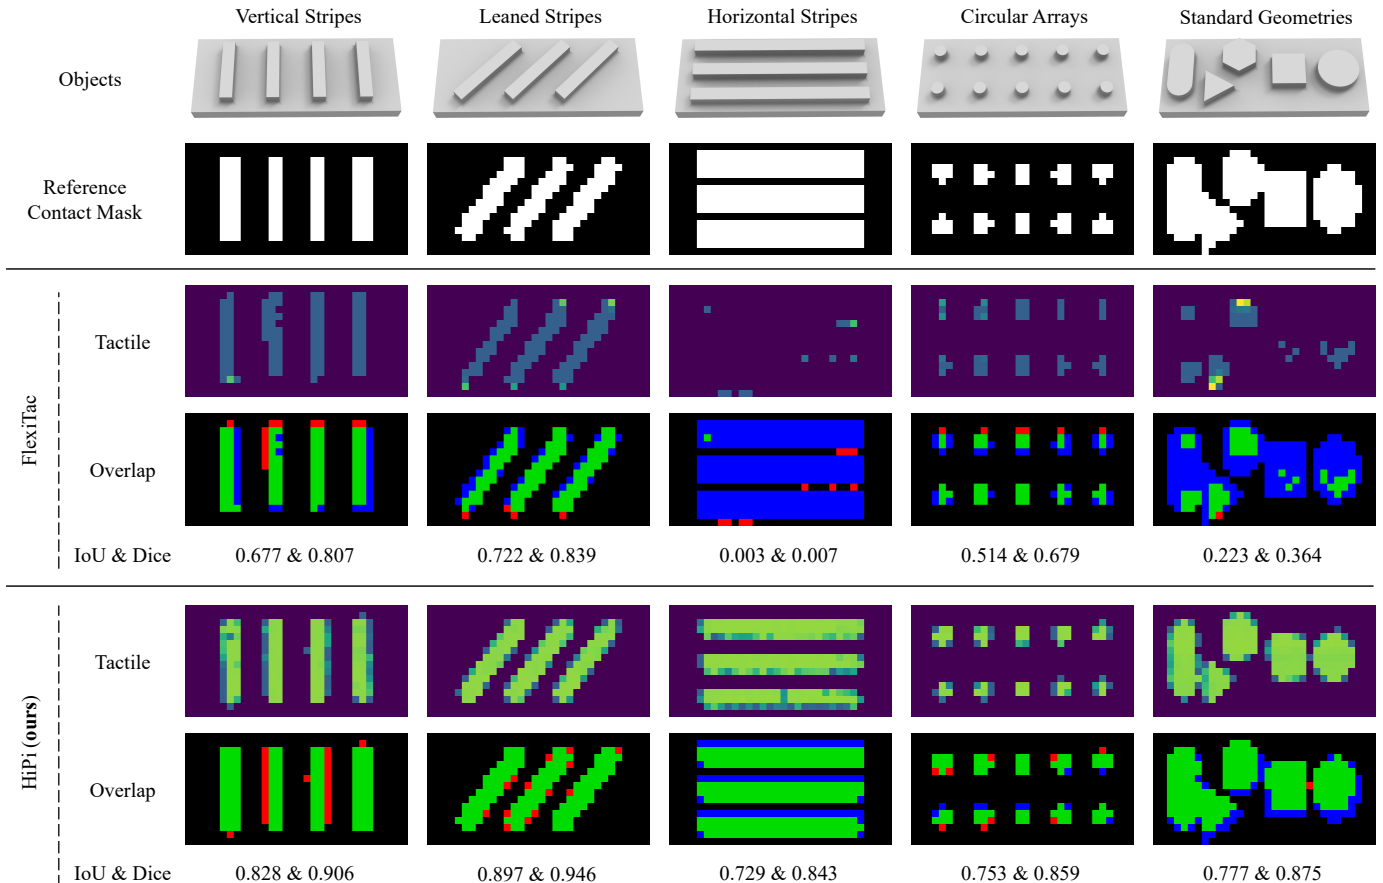 Vertical Stripes Leaned Stripes Horizontal Stripes Circular Arrays Standard Geometries
Objects
Reference
Contact Mask
FlexiTac
Tactile
Overlap
IoU & Dice 0.677 & 0.807 0.722 & 0.839 0.003 & 0.007 0.514 & 0.679 0.223 & 0.364
HiPi (ours)
Tactile
Overlap
IoU & Dice 0.828 & 0.906 0.897 & 0.946 0.729 & 0.843 0.753 & 0.859 0.777 & 0.875